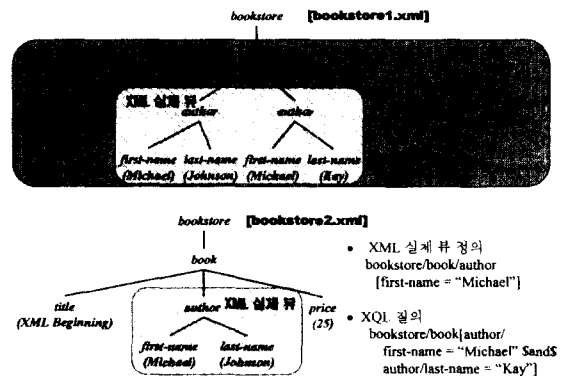 bookstore [bookstore1.xml]
XML 실체 뷰
author author
first-name last-name first-name last-name
(Michael) (Johnson) (Michael) (Kay)
bookstore [bookstore2.xml]
book
title author XML 실체 뷰 price
(XML Beginning) (25)
first-name last-name
(Michael) (Johnson)
• XML 실체 뷰 정의
bookstore/book/author
[first-name = "Michael"]
• XQL 질의
bookstore/book[author/
first-name = "Michael" $and$
author/last-name = "Kay"]